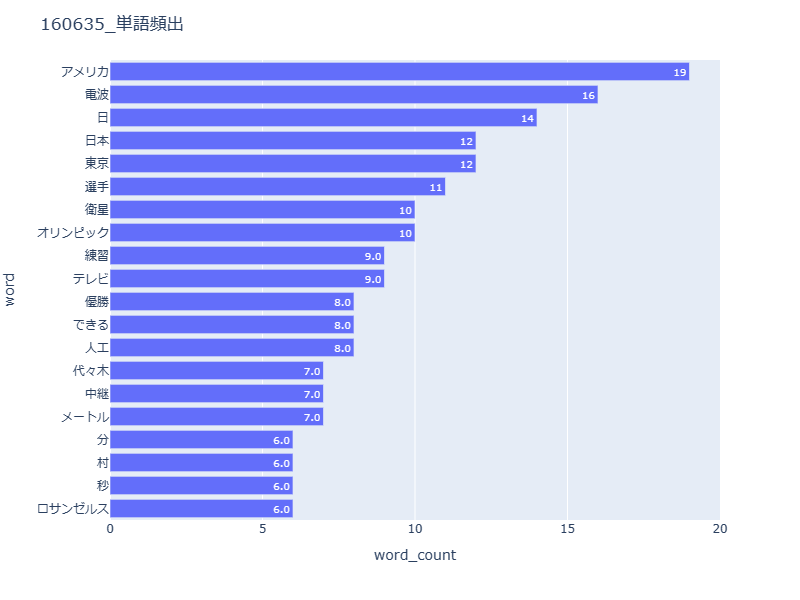 160635_単語頻出
アメリカ 19
電波 16
日 14
日本 12
東京 12
選手 11
衛星 10
オリンピック 10
練習 9.0
テレビ 9.0
優勝 8.0
できる 8.0
人工 8.0
代々木 7.0
中継 7.0
メートル 7.0
分 6.0
村 6.0
秒 6.0
ロサンゼルス 6.0
word
0 5 10 15 20
word_count